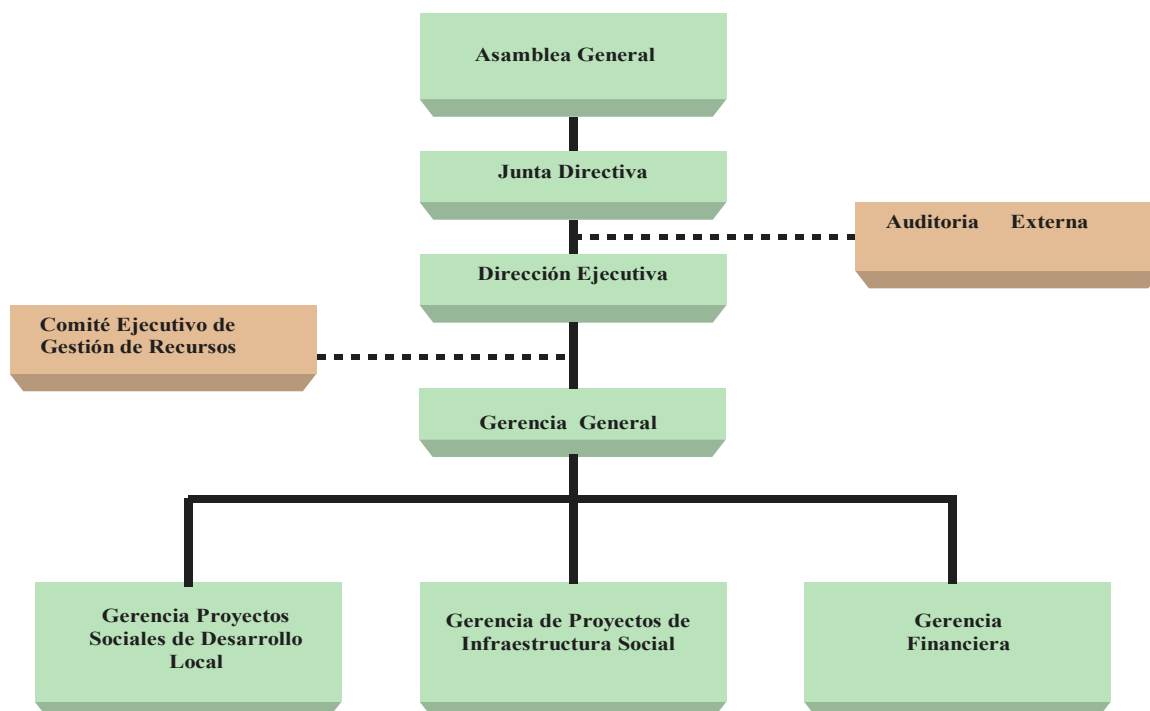 Asamblea General
Junta Directiva
Auditoria Externa
Dirección Ejecutiva
Comité Ejecutivo de
Gestión de Recursos
Gerencia General
Gerencia Proyectos
Sociales de Desarrollo
Local
Gerencia de Proyectos de
Infraestructura Social
Gerencia
Financiera